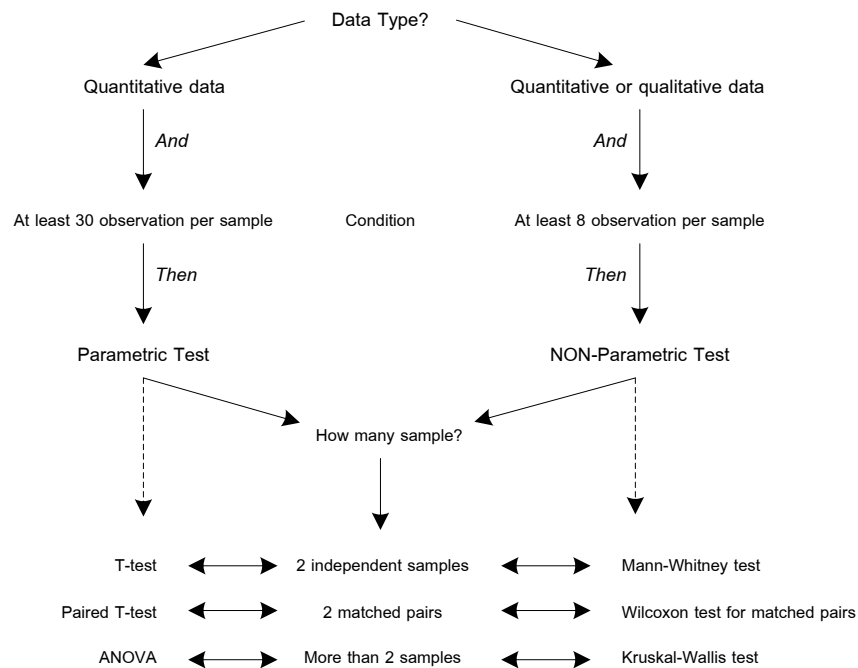 Data Type?
Quantitative data
Quantitative or qualitative data
And
And
At least 30 observation per sample
Condition
At least 8 observation per sample
Then
Then
Parametric Test
NON-Parametric Test
How many sample?
T-test
2 independent samples
Mann-Whitney test
Paired T-test
2 matched pairs
Wilcoxon test for matched pairs
ANOVA
More than 2 samples
Kruskal-Wallis test